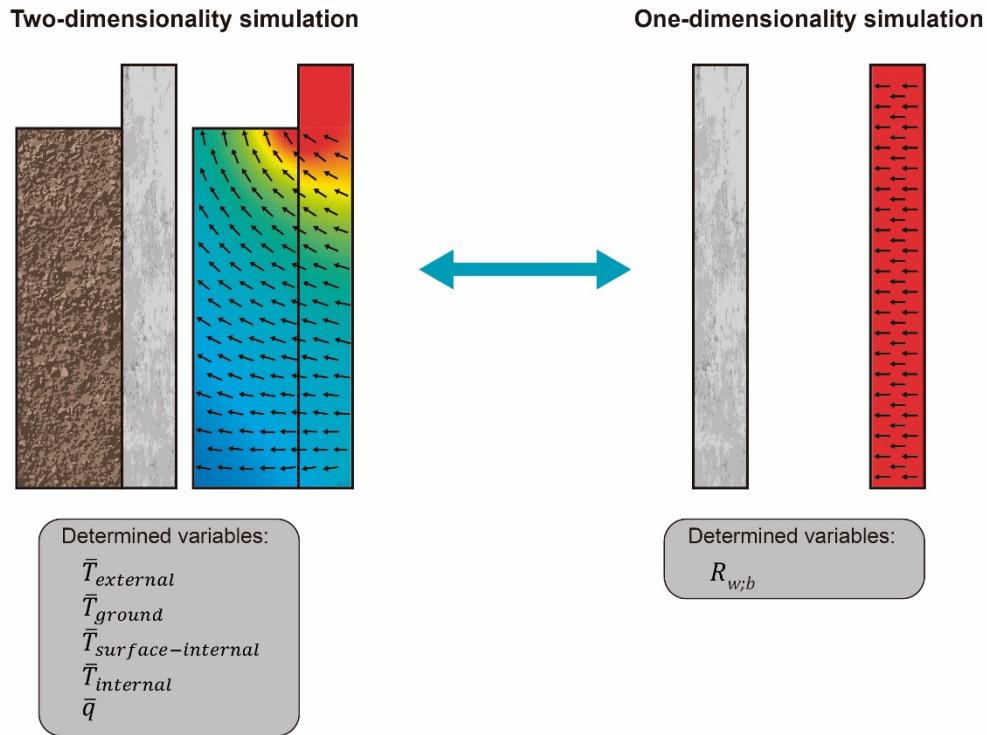 Two-dimensionality simulation
One-dimensionality simulation
Determined variables:
T̄external
T̄ground
T̄surface−internal
T̄internal
q̄
Determined variables:
Rw;b